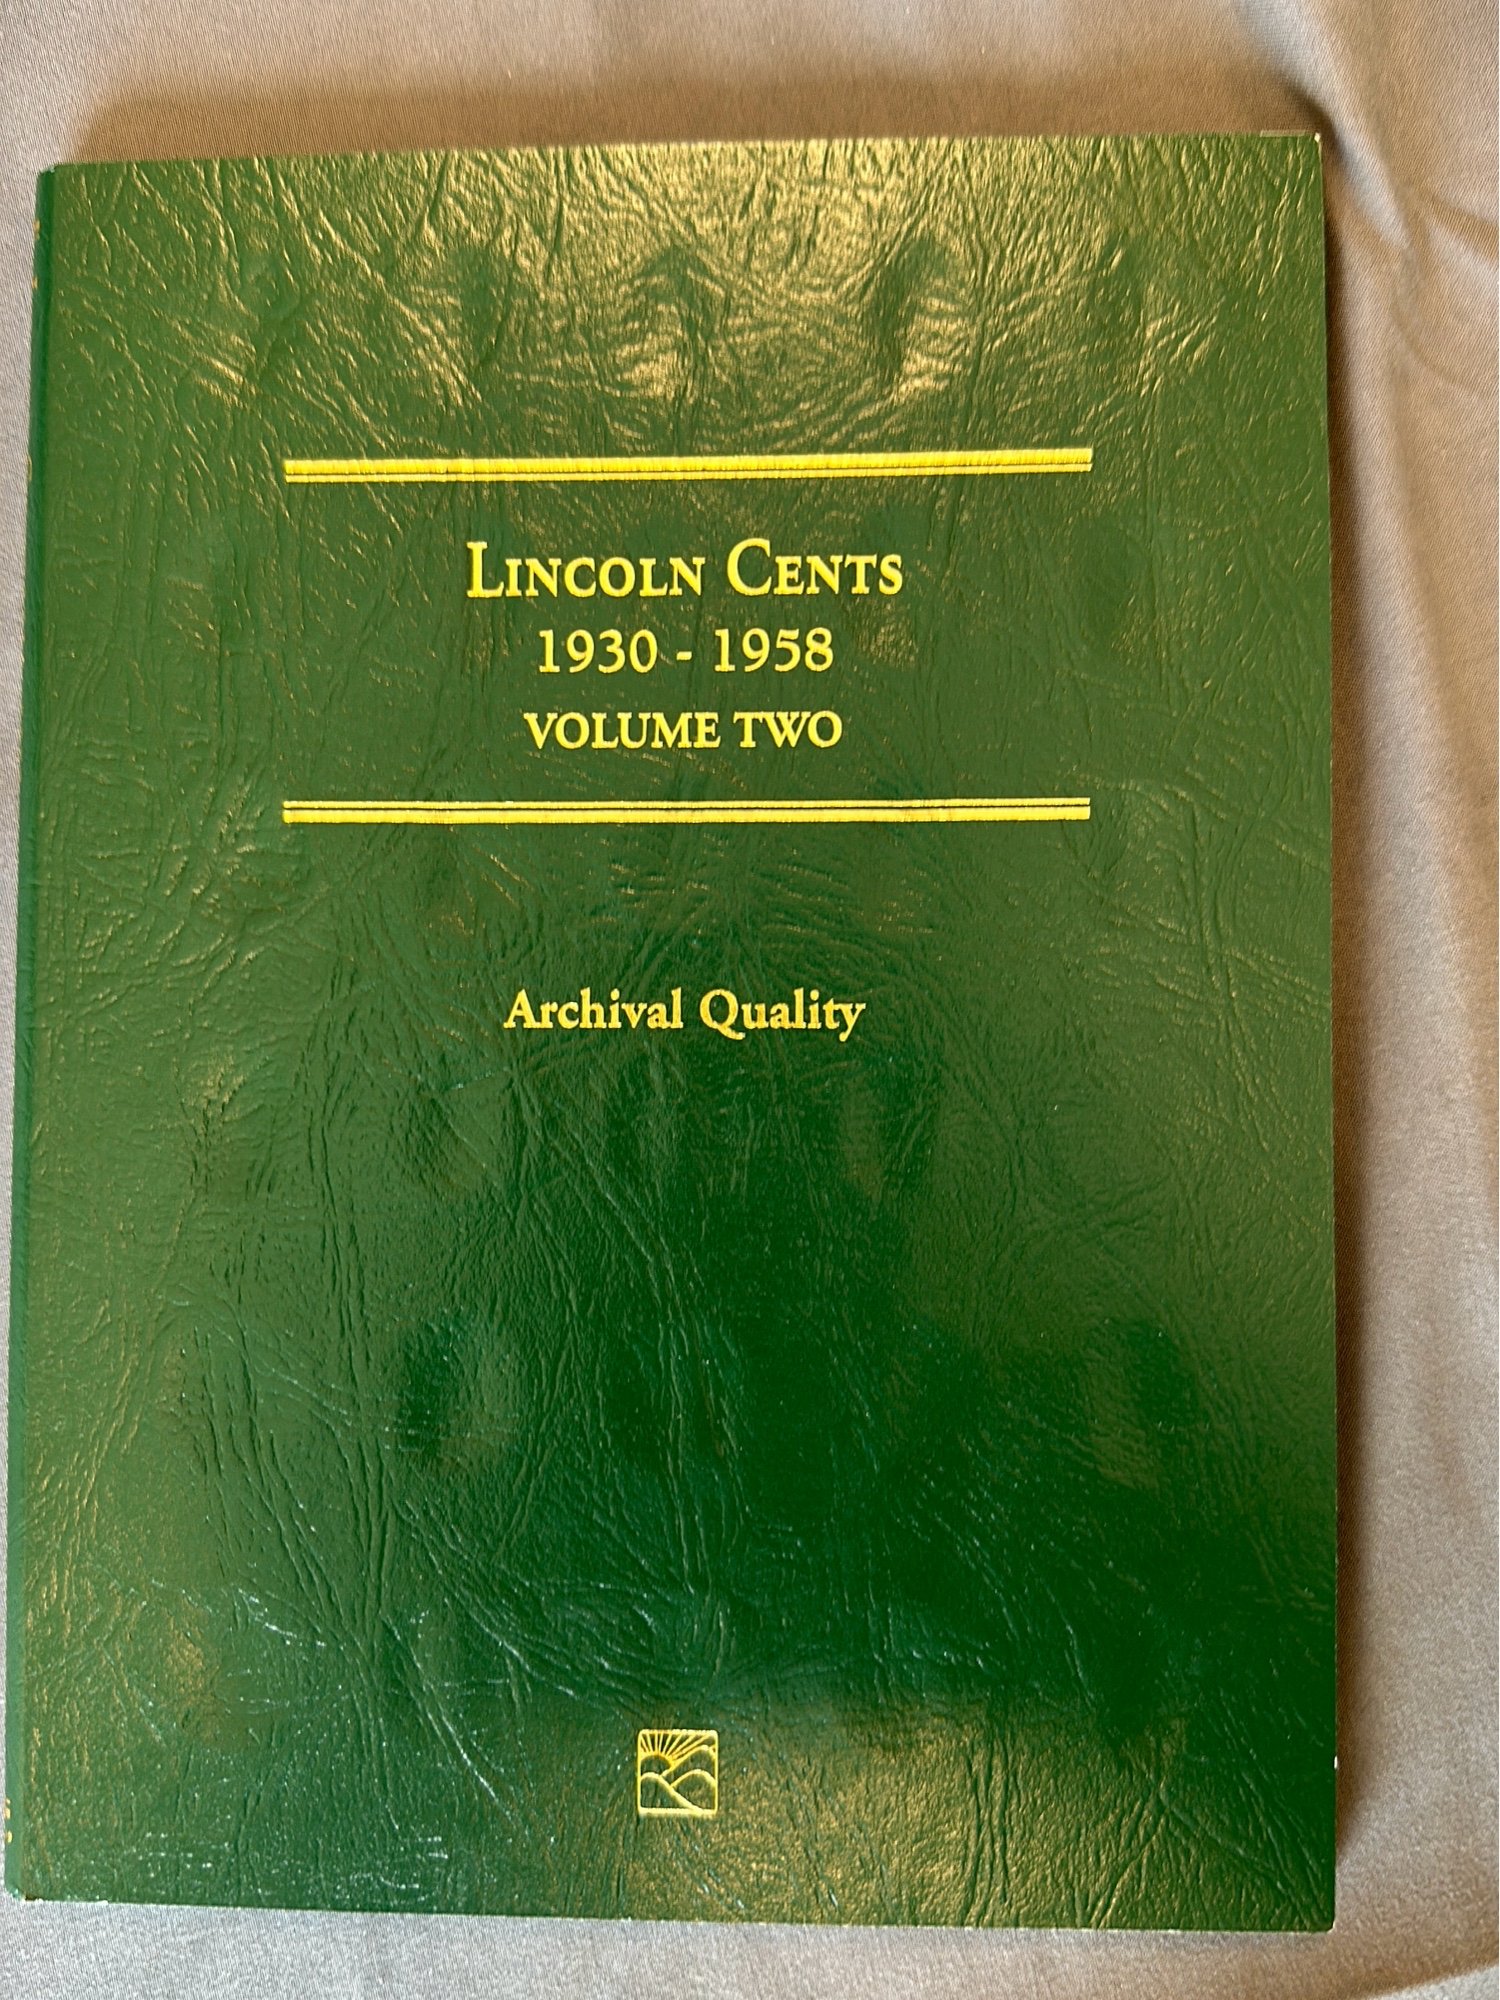 LINCOLN CENTS
1930 - 1958
VOLUME TWO
Archival Quality